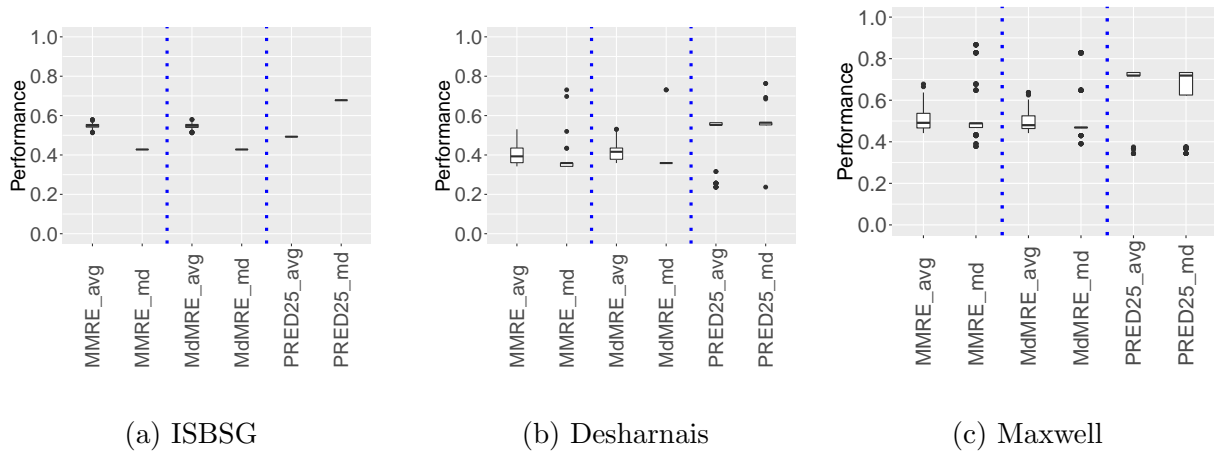 Performance
1.0
0.8
0.6
0.4
0.2
0.0
MMRE_avg
MMRE_md
MdMRE_avg
MdMRE_md
PRED25_avg
PRED25_md
(a) ISBSG
Performance
1.0
0.8
0.6
0.4
0.2
0.0
MMRE_avg
MMRE_md
MdMRE_avg
MdMRE_md
PRED25_avg
PRED25_md
(b) Desharnais
Performance
1.0
0.8
0.6
0.4
0.2
0.0
MMRE_avg
MMRE_md
MdMRE_avg
MdMRE_md
PRED25_avg
PRED25_md
(c) Maxwell